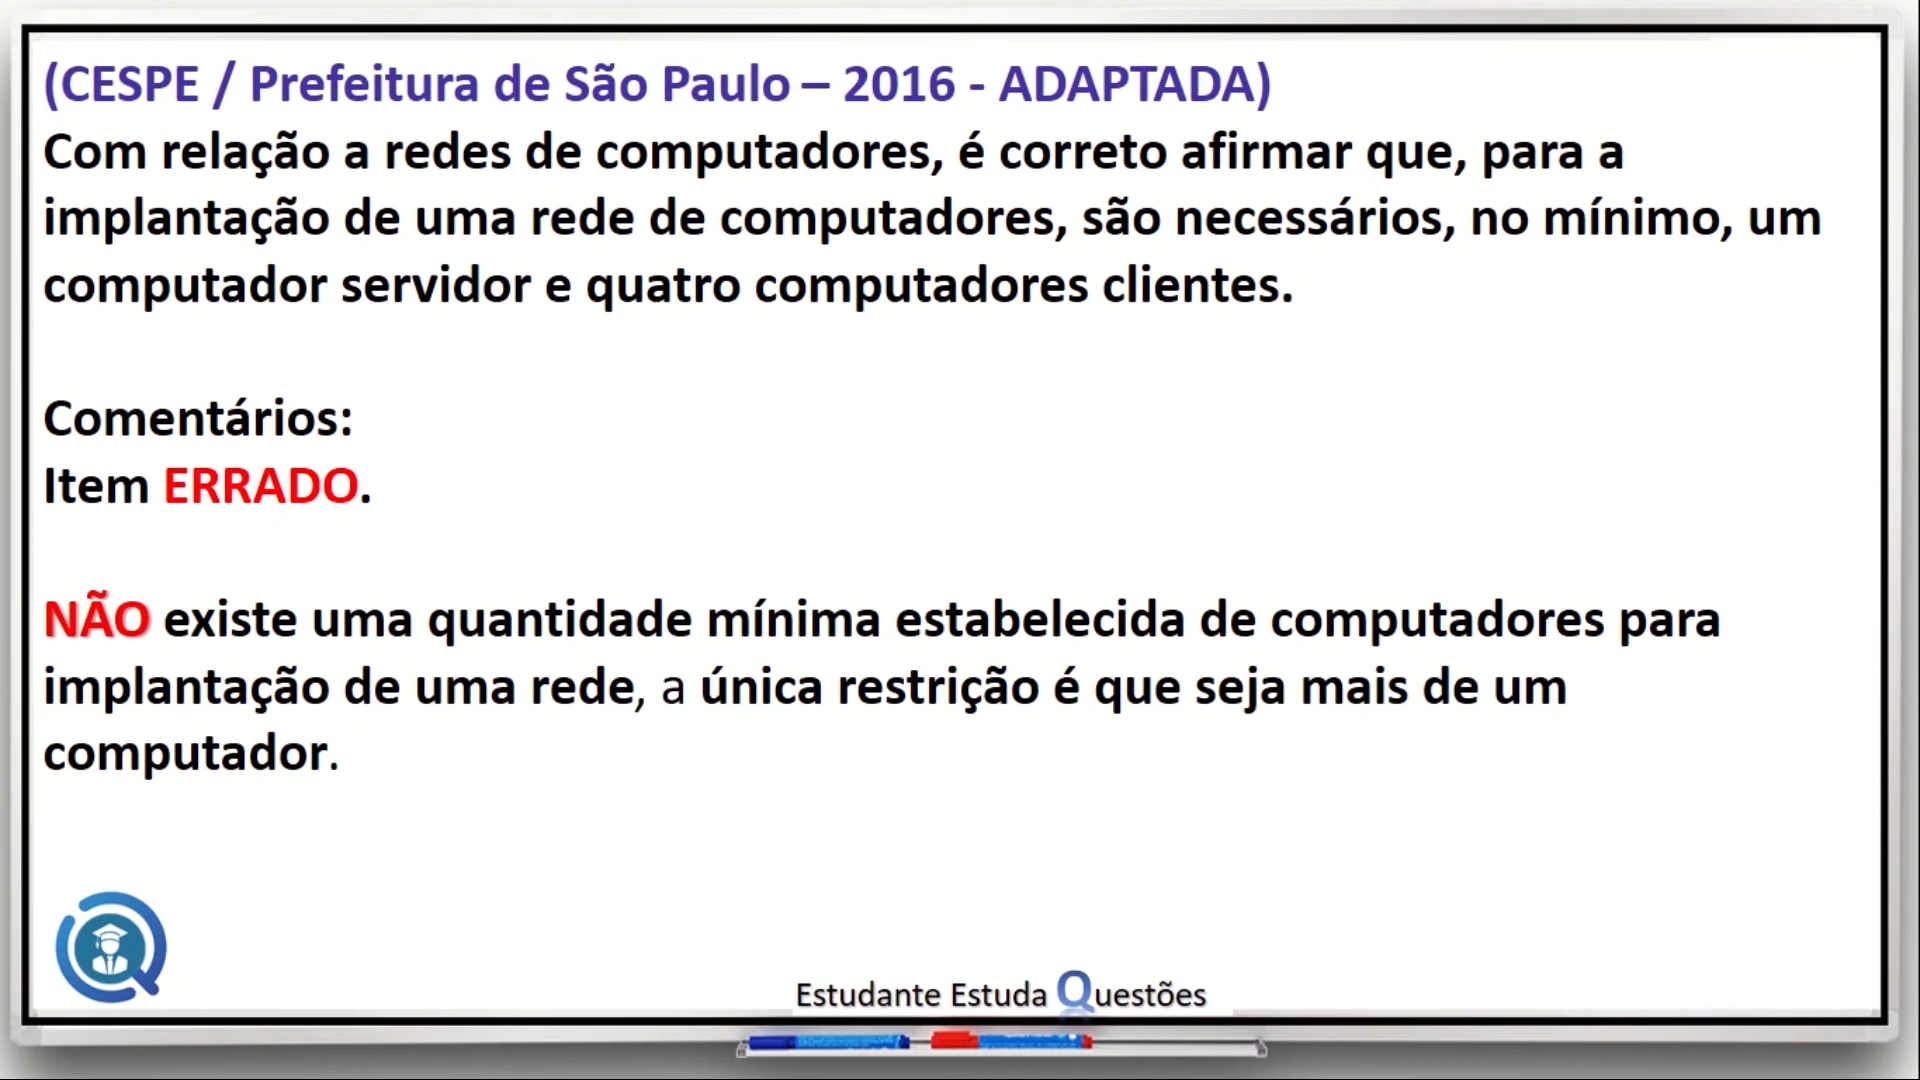 (CESPE / Prefeitura de São Paulo – 2016 - ADAPTADA)
Com relação a redes de computadores, é correto afirmar que, para a
implantação de uma rede de computadores, são necessários, no mínimo, um
computador servidor e quatro computadores clientes.
Comentários:
Item ERRADO.
NÃO existe uma quantidade mínima estabelecida de computadores para
implantação de uma rede, a única restrição é que seja mais de um
computador.
Estudante Estuda Questões